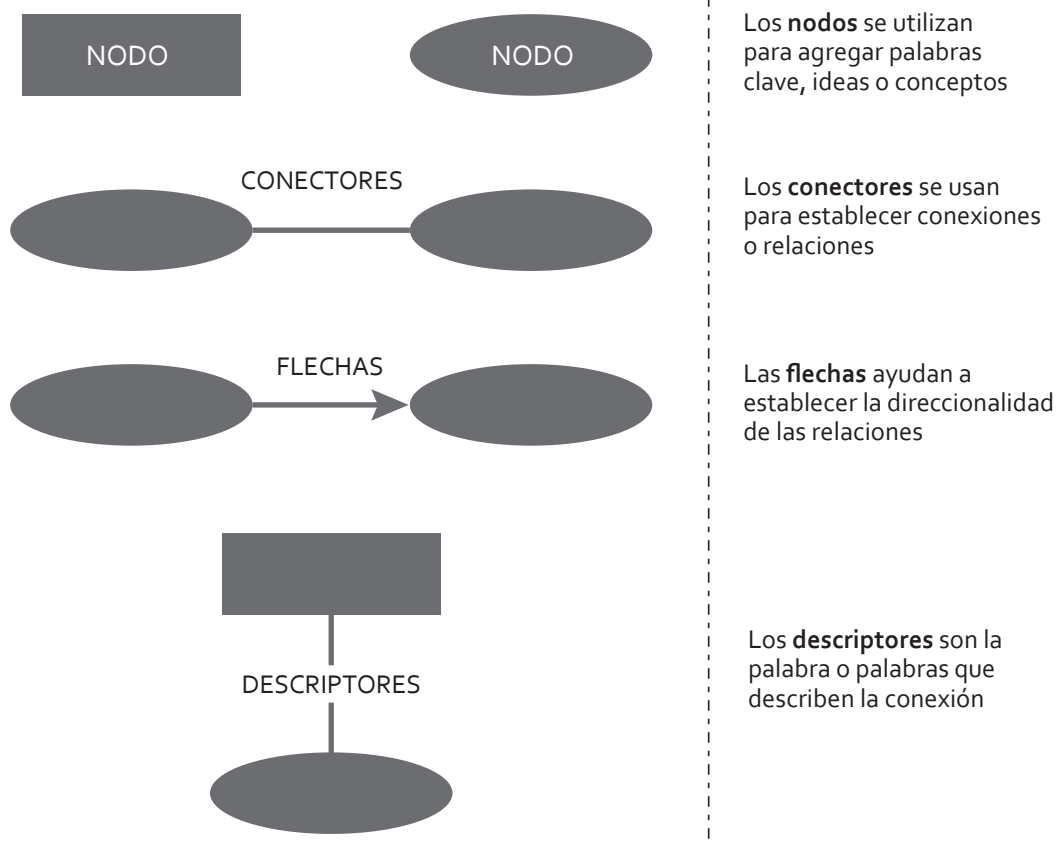 NODO
NODO
Los nodos se utilizan
para agregar palabras
clave, ideas o conceptos
CONECTORES
Los conectores se usan
para establecer conexiones
o relaciones
FLECHAS
Las flechas ayudan a
establecer la direccionalidad
de las relaciones
DESCRIPTORES
Los descriptores son la
palabra o palabras que
describen la conexión